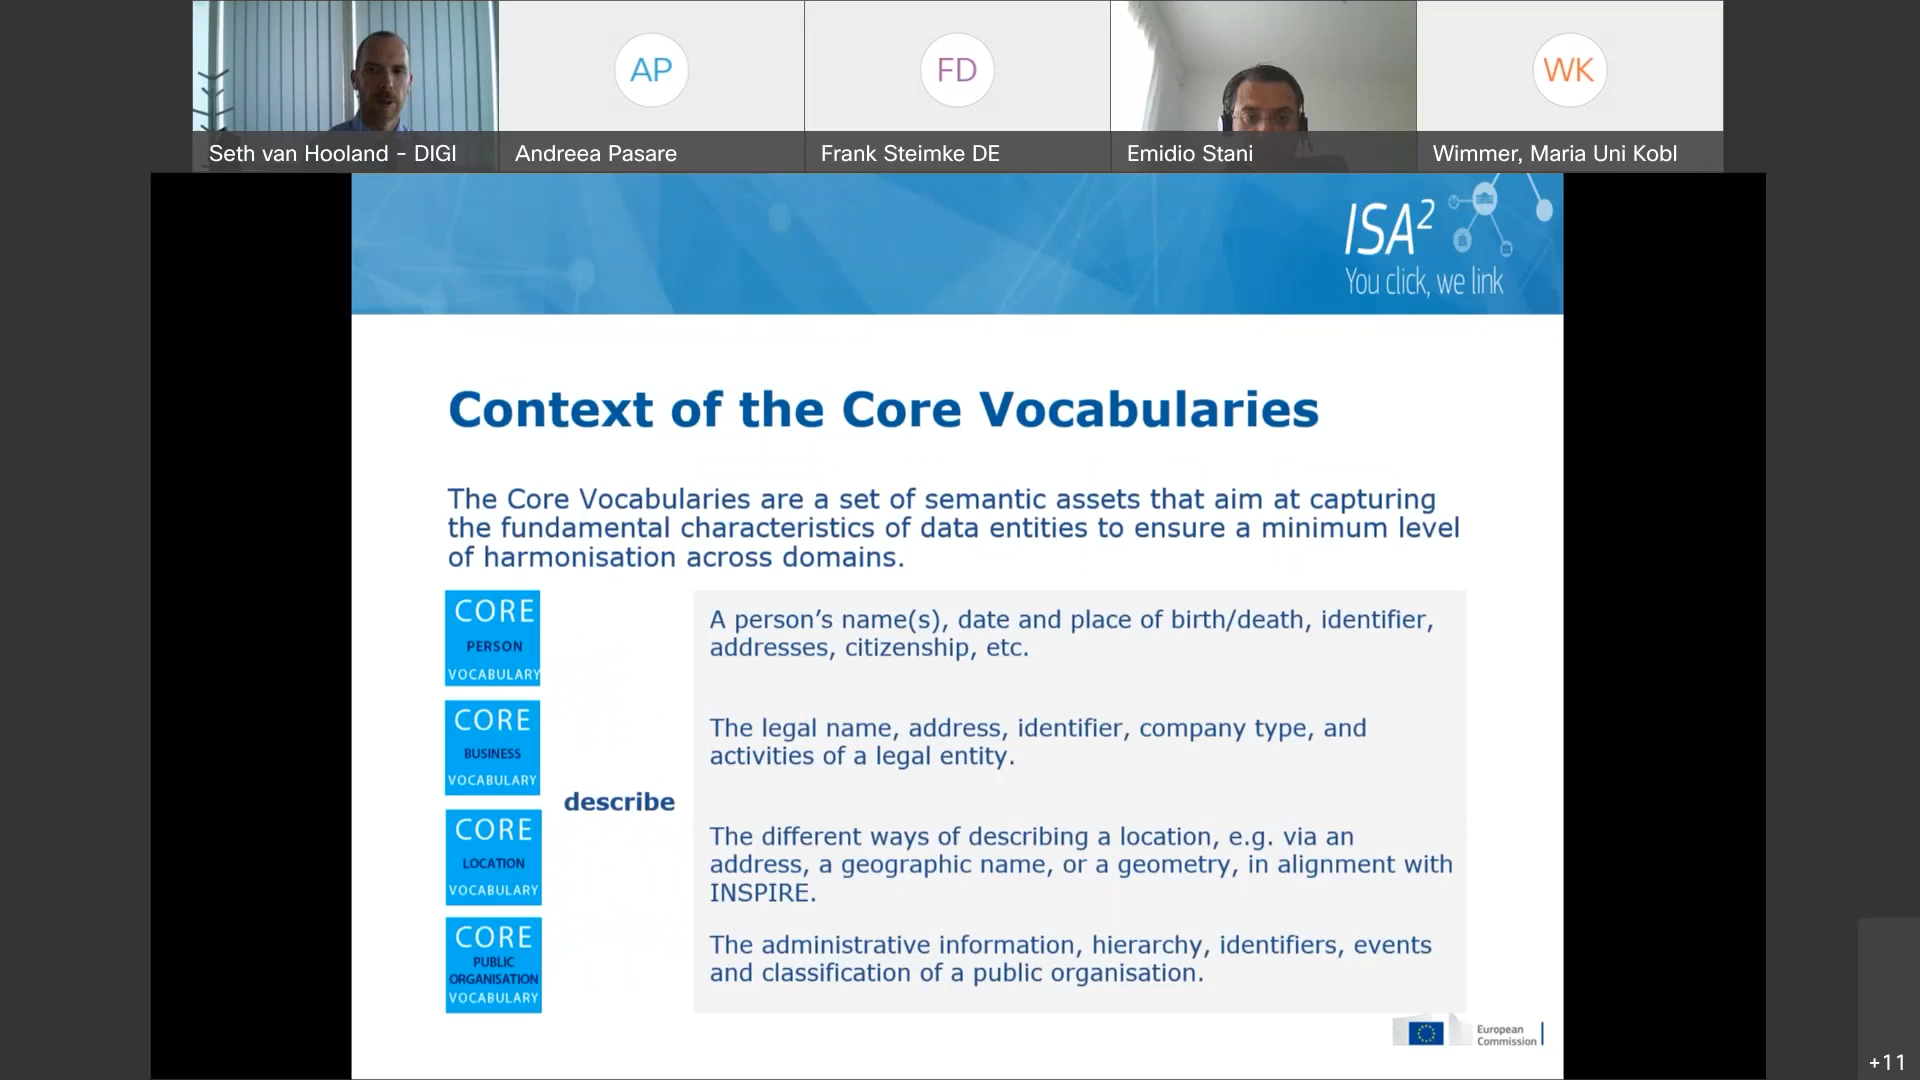 AP
FD
WK
Seth van Hooland - DIGI
Andreea Pasare
Frank Steimke DE
Emidio Stani
Wimmer, Maria Uni Kobl
ISA²
You click, we link
Context of the Core Vocabularies
The Core Vocabularies are a set of semantic assets that aim at capturing
the fundamental characteristics of data entities to ensure a minimum level
of harmonisation across domains.
CORE
PERSON
VOCABULARY
A person’s name(s), date and place of birth/death, identifier,
addresses, citizenship, etc.
CORE
BUSINESS
VOCABULARY
The legal name, address, identifier, company type, and
activities of a legal entity.
describe
CORE
LOCATION
VOCABULARY
The different ways of describing a location, e.g. via an
address, a geographic name, or a geometry, in alignment with
INSPIRE.
CORE
PUBLIC
ORGANISATION
VOCABULARY
The administrative information, hierarchy, identifiers, events
and classification of a public organisation.
European
Commission
+11